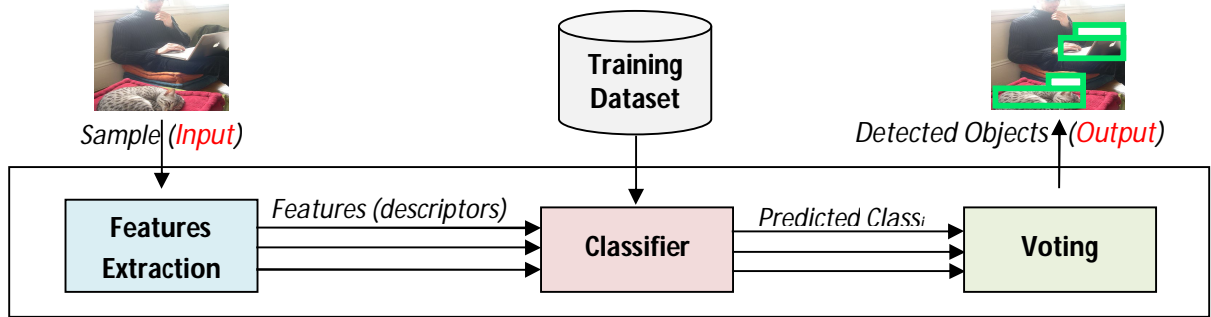 Training
Dataset
Sample (Input)
Detected Objects (Output)
Features (descriptors)
Predicted Classi
Features
Extraction
Classifier
Voting